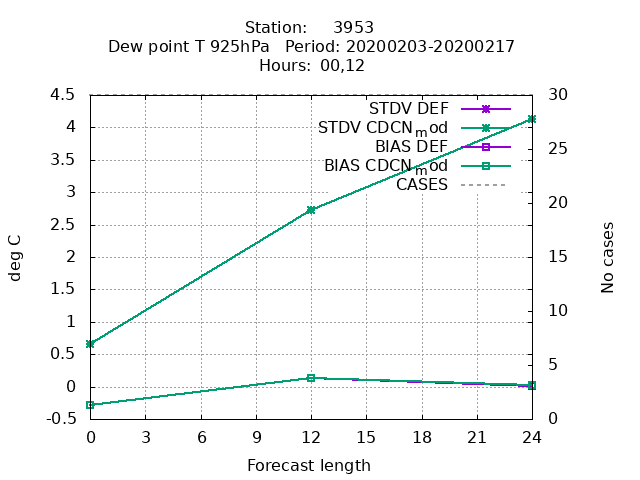 Station: 3953
Dew point T 925hPa Period: 20200203-20200217
Hours: 00,12
4.5
4
3.5
3
2.5
2
1.5
1
0.5
0
-0.5
deg C
STDV DEF
STDV CDCNmod
BIAS DEF
BIAS CDCNmod
CASES
30
25
20
15
10
5
0
No cases
0 3 6 9 12 15 18 21 24
Forecast length